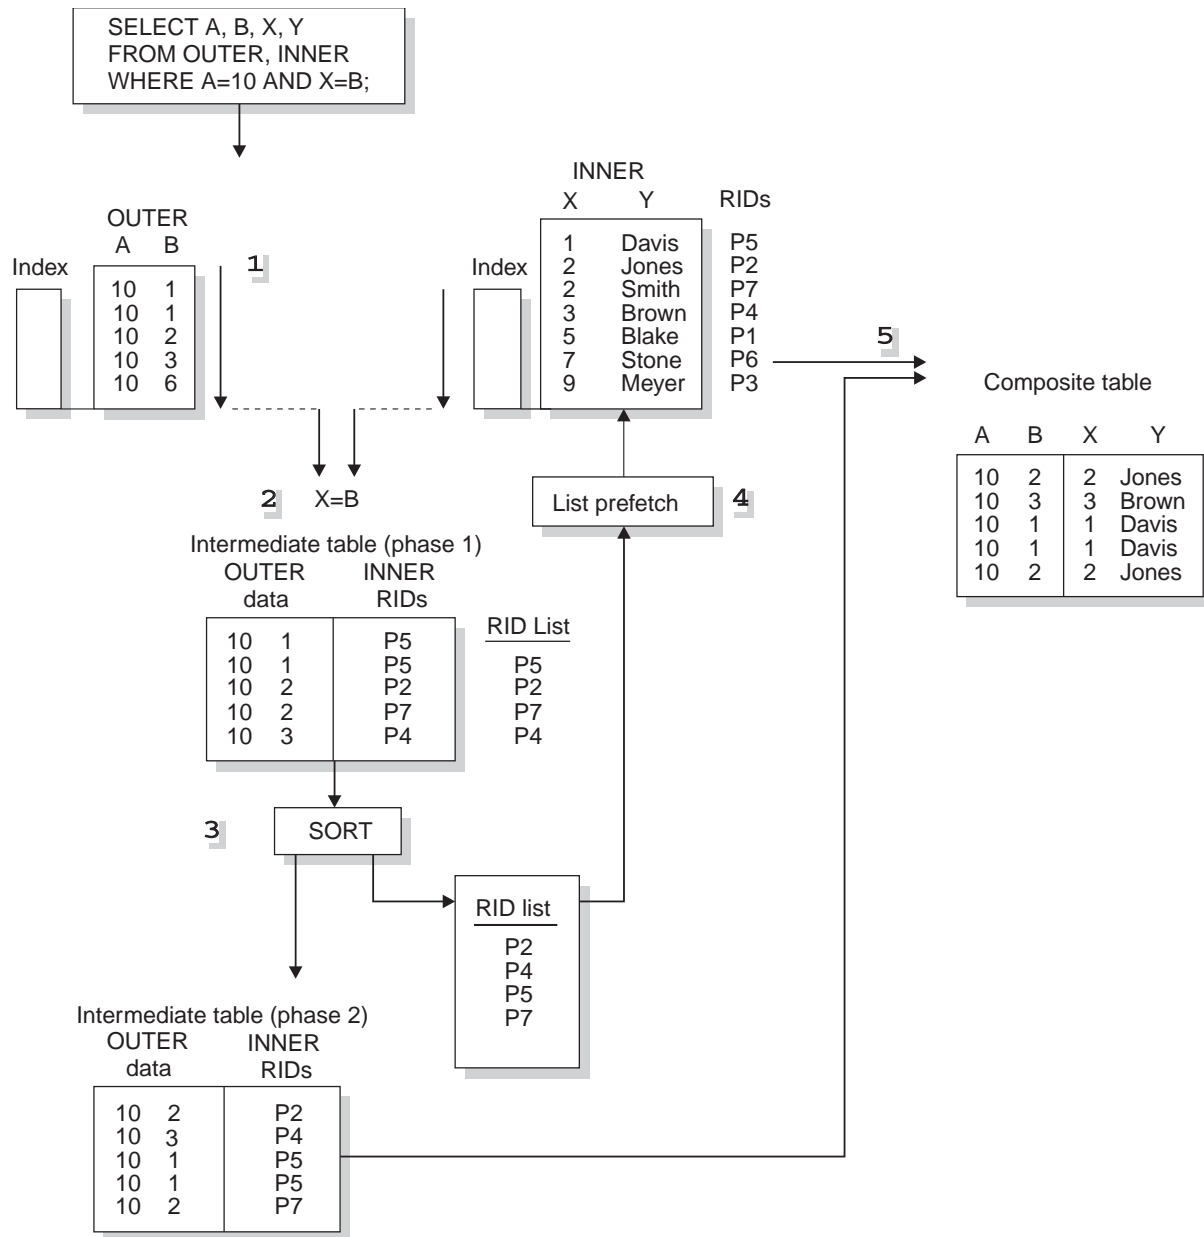 SELECT A, B, X, Y
FROM OUTER, INNER
WHERE A=10 AND X=B;
OUTER
A B
Index
10 1
10 1
10 2
10 3
10 6
1
INNER
X Y RIDs
Index
1 Davis P5
2 Jones P2
2 Smith P7
3 Brown P4
5 Blake P1
7 Stone P6
9 Meyer P3
5
Composite table
A B X Y
10 2 2 Jones
10 3 3 Brown
10 1 1 Davis
10 1 1 Davis
10 2 2 Jones
2 X=B
List prefetch 4
Intermediate table (phase 1)
OUTER INNER
data RIDs
10 1 P5
10 1 P5
10 2 P2
10 2 P7
10 3 P4
RID List
P5
P2
P7
P4
3 SORT
RID list
P2
P4
P5
P7
Intermediate table (phase 2)
OUTER INNER
data RIDs
10 2 P2
10 3 P4
10 1 P5
10 1 P5
10 2 P7